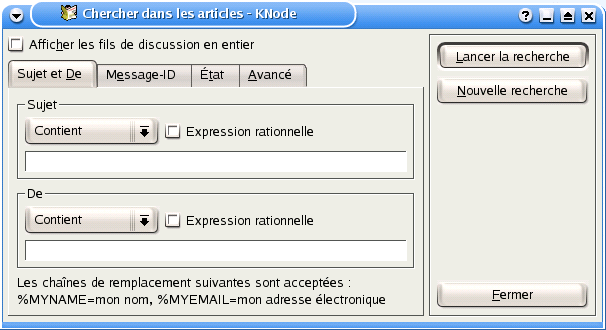 Chercher dans les articles - KNode
Afficher les fils de discussion en entier
Sujet et De
Message-ID
État
Avancé
Sujet
Contient
Expression rationnelle
De
Contient
Expression rationnelle
Les chaînes de remplacement suivantes sont acceptées :
%MYNAME=mon nom, %MYEMAIL=mon adresse électronique
Lancer la recherche
Nouvelle recherche
Fermer